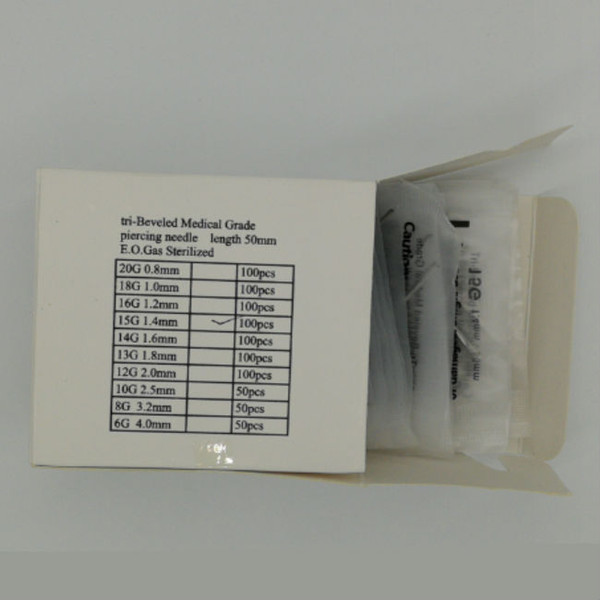 tri-Beveled Medical Grade
piercing needle length 50mm
E.O.Gas Sterilized
20G 0.8mm 100pcs
18G 1.0mm 100pcs
16G 1.2mm 100pcs
15G 1.4mm ✓ 100pcs
14G 1.6mm 100pcs
13G 1.8mm 100pcs
12G 2.0mm 100pcs
10G 2.5mm 50pcs
8G 3.2mm 50pcs
6G 4.0mm 50pcs
Caution
15G